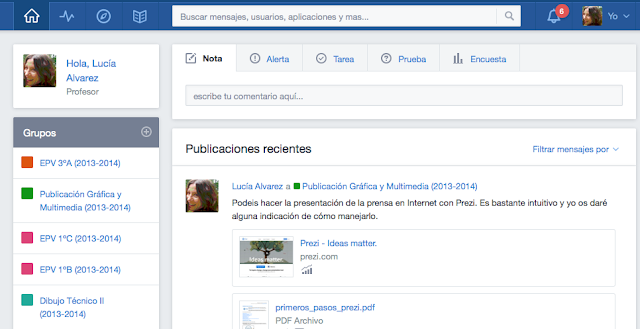 Buscar mensajes, usuarios, aplicaciones y mas...
6
Yo
Hola, Lucía
Alvarez
Profesor
Nota
Alerta
Tarea
Prueba
Encuesta
escribe tu comentario aquí...
Grupos
EPV 3ºA (2013-2014)
Publicación Gráfica y
Multimedia (2013-2014)
EPV 1ºC (2013-2014)
EPV 1ºB (2013-2014)
Dibujo Técnico II
(2013-2014)
Publicaciones recientes
Filtrar mensajes por
Lucía Alvarez a Publicación Gráfica y Multimedia (2013-2014)
Podeis hacer la presentación de la prensa en Internet con Prezi. Es bastante intuitivo y yo os daré
alguna indicación de cómo manejarlo.
Ideas matter.
Prezi - Ideas matter.
prezi.com
primeros_pasos_prezi.pdf
PDF Archivo